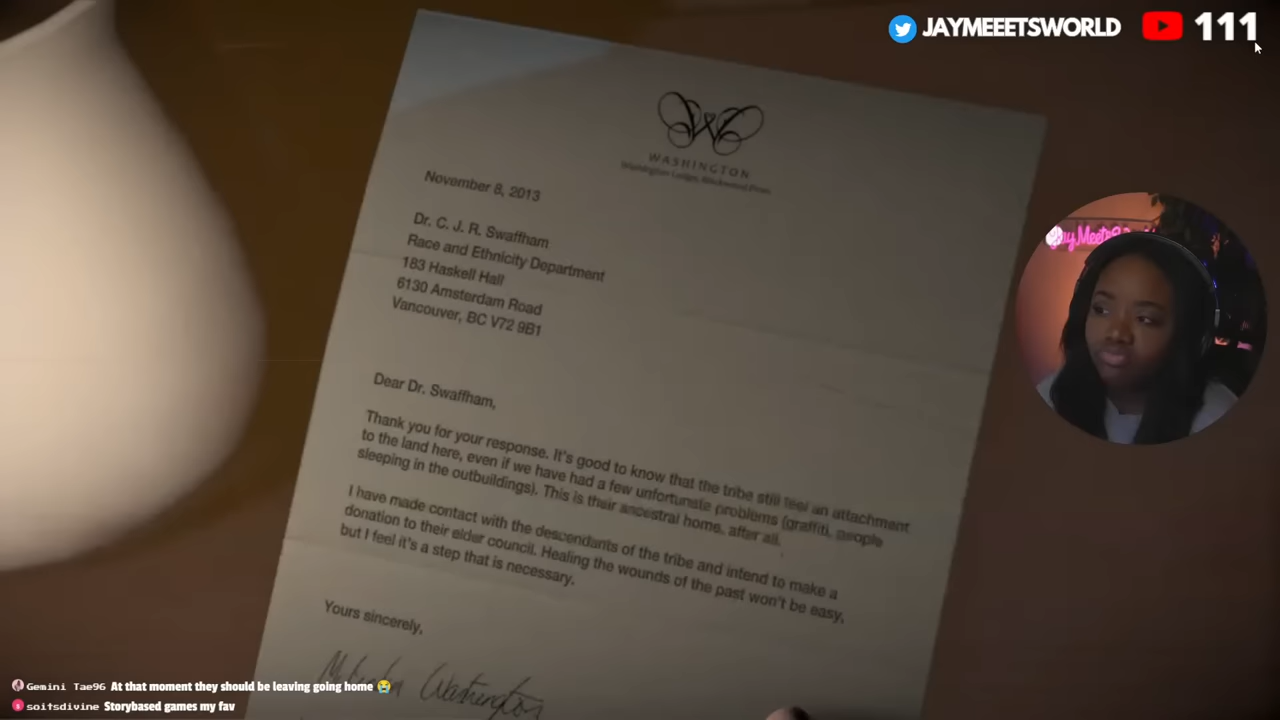 JAYMEEETSWORLD
111
WASHINGTON
Washington Lodge, Blackwood Pines
November 8, 2013
Dr. C. J. R. Swaffham
Race and Ethnicity Department
183 Haskell Hall
6130 Amsterdam Road
Vancouver, BC V72 9B1
Dear Dr. Swaffham,
Thank you for your response. It's good to know that the tribe still feel an attachment
to the land here, even if we have had a few unfortunate problems (graffiti, people
sleeping in the outbuildings). This is their ancestral home, after all.
I have made contact with the descendants of the tribe and intend to make a
donation to their elder council. Healing the wounds of the past won't be easy,
but I feel it's a step that is necessary.
Yours sincerely,
Washington
Gemini Tae96 At that moment they should be leaving going home 😭
soitsdivine Storybased games my fav